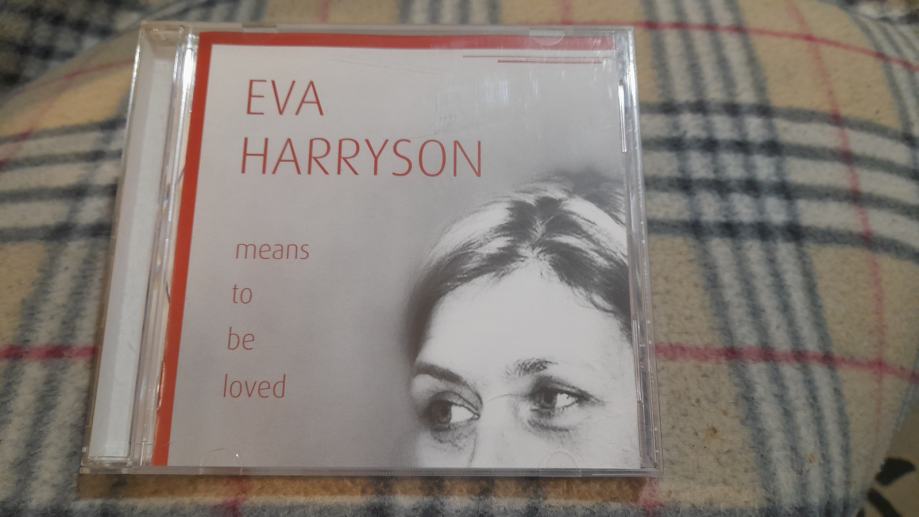 EVA
HARRYSON
means
to
be
loved